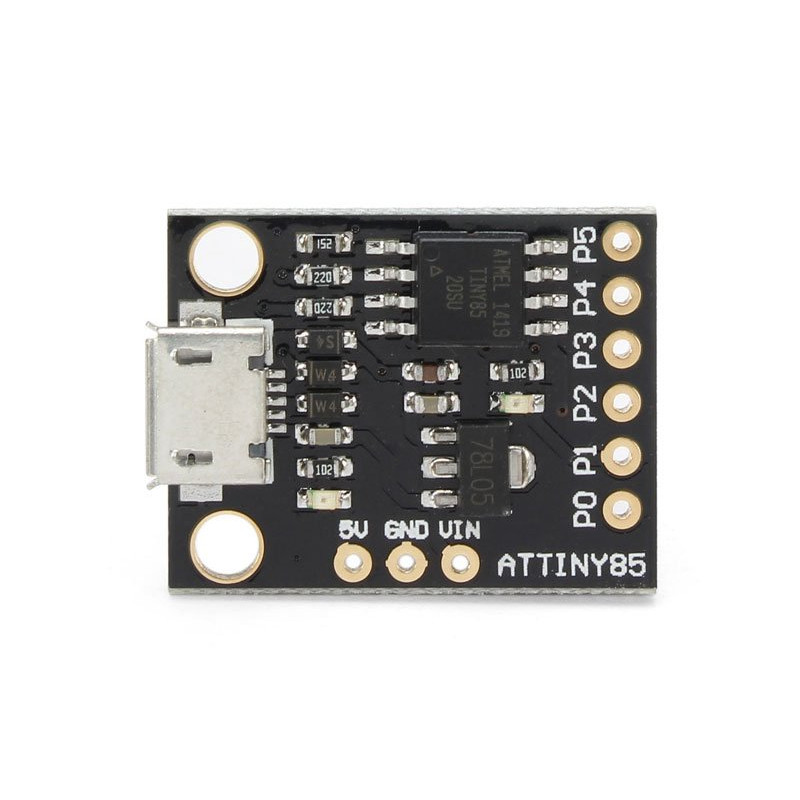 152
220
220
S4
W4
W4
102
ATMEL 1419
TINY85
20SU
102
78L05
P5
P4
P3
P2
P1
P0
5V GND VIN
ATTINY85